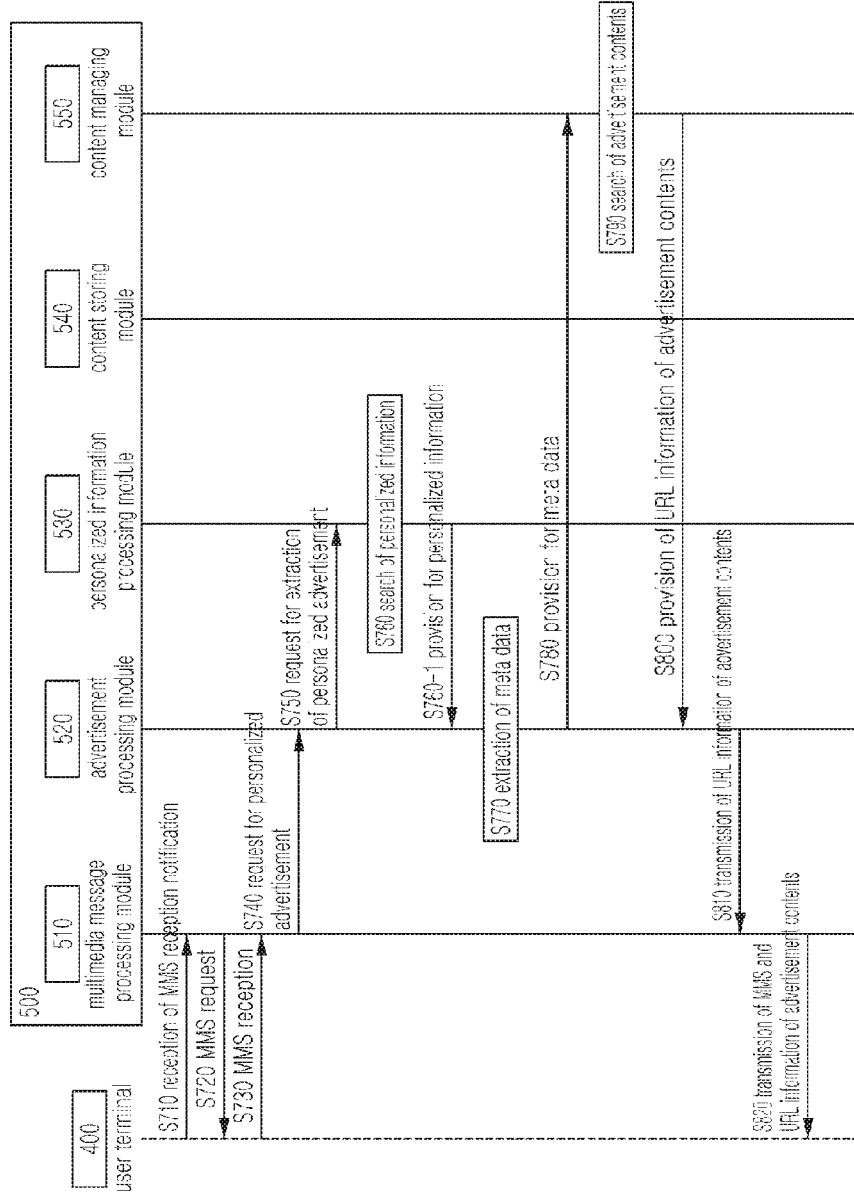 500
400
user terminal
510
multimedia message
processing module
520
advertisement
processing module
530
personalized information
processing module
540
content storing
module
550
content managing
module
S710 reception of MMS reception notification
S720 MMS request
S730 MMS reception
S740 request for personalized
advertisement
S750 request for extraction
of personalized advertisement
S760 search of personalized information
S760-1 provision for personalized information
S770 extraction of meta data
S780 provision for meta data
S790 search of advertisement contents
S800 provision of URL information of advertisement contents
S810 transmission of URL information of advertisement contents
S820 transmission of MMS and
URL information of advertisement contents